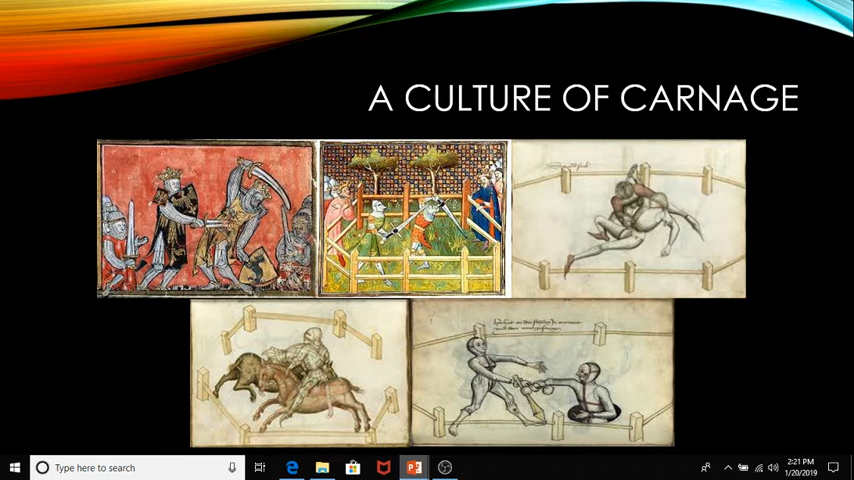 A CULTURE OF CARNAGE
Type here to search
2:21 PM
1/20/2019